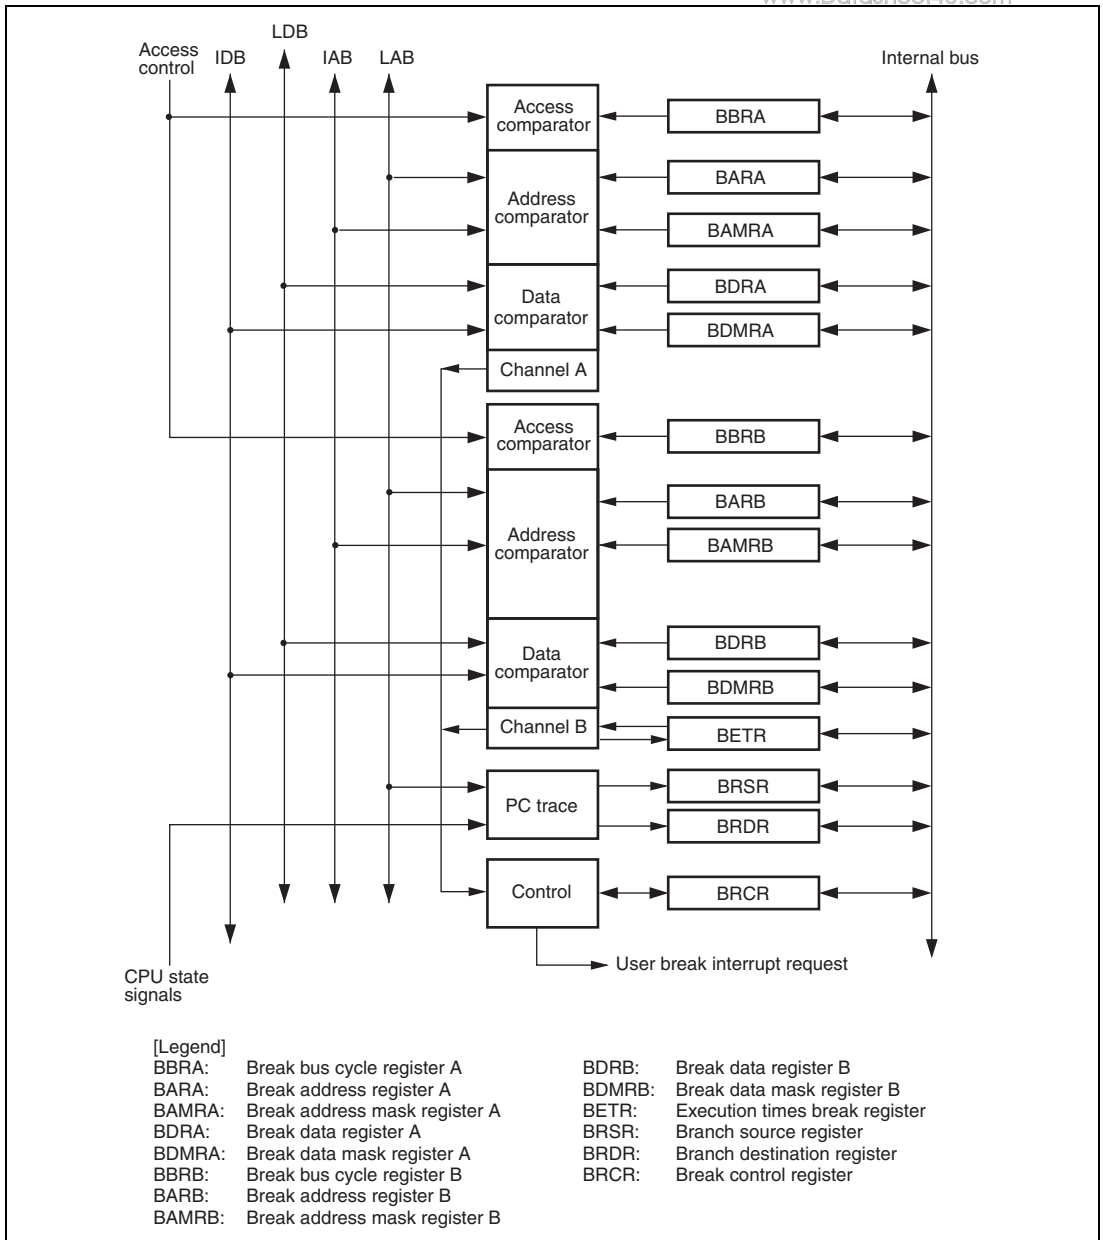 www.DataSheet4U.com
Access
control
IDB
LDB
IAB
LAB
Internal bus
Access
comparator
BBRA
Address
comparator
BARA
BAMRA
Data
comparator
BDRA
BDMRA
Channel A
Access
comparator
BBRB
Address
comparator
BARB
BAMRB
Data
comparator
BDRB
BDMRB
Channel B
BETR
PC trace
BRSR
BRDR
Control
BRCR
User break interrupt request
CPU state
signals
[Legend]
BBRA: Break bus cycle register A
BARA: Break address register A
BAMRA: Break address mask register A
BDRA: Break data register A
BDMRA: Break data mask register A
BBRB: Break bus cycle register B
BARB: Break address register B
BAMRB: Break address mask register B
BDRB: Break data register B
BDMRB: Break data mask register B
BETR: Execution times break register
BRSR: Branch source register
BRDR: Branch destination register
BRCR: Break control register